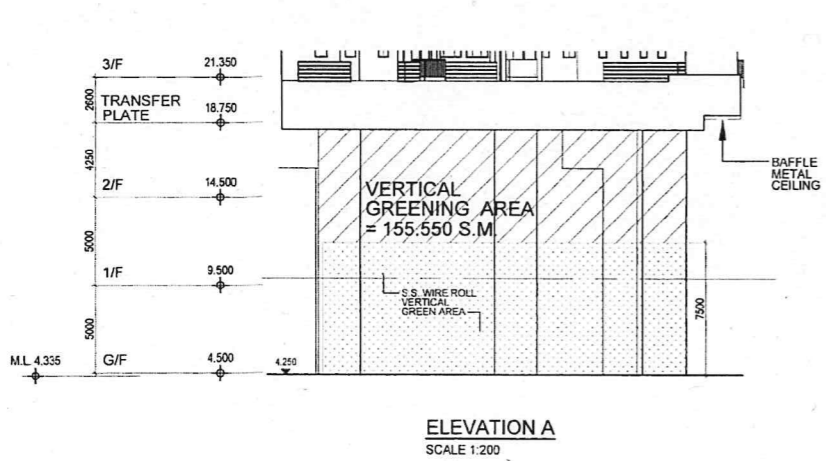 3/F 21.350
2600
TRANSFER
PLATE 18.750
4250
2/F 14.500
5000
1/F 9.500
5000
M.L. 4.335 G/F 4.500
4.250
VERTICAL
GREENING AREA
= 155.550 S.M.
S.S. WIRE ROLL
VERTICAL
GREEN AREA
7500
BAFFLE
METAL
CEILING
ELEVATION A
SCALE 1:200